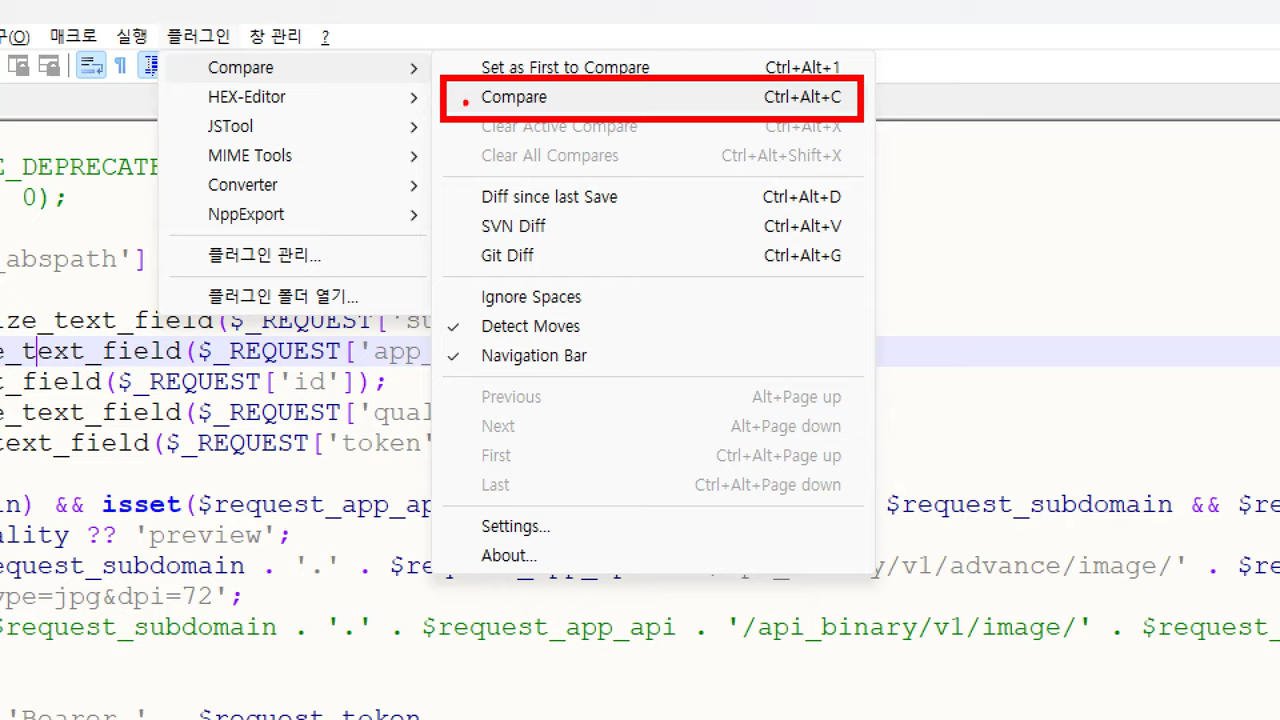 구(O) 매크로 실행 플러그인 창 관리 ?
Compare
HEX-Editor
JSTool
MIME Tools
Converter
NppExport
플러그인 관리...
플러그인 폴더 열기...
Set as First to Compare Ctrl+Alt+1
Compare Ctrl+Alt+C
Clear Active Compare Ctrl+Alt+X
Clear All Compares Ctrl+Alt+Shift+X
Diff since last Save Ctrl+Alt+D
SVN Diff Ctrl+Alt+V
Git Diff Ctrl+Alt+G
Ignore Spaces
Detect Moves
Navigation Bar
Previous Alt+Page up
Next Alt+Page down
First Ctrl+Alt+Page up
Last Ctrl+Alt+Page down
Settings...
About...
E_DEPRECATE
0);
_abspath']
ize_text_field($_REQUEST['su
e_text_field($_REQUEST['app_
t_field($_REQUEST['id']);
e_text_field($_REQUEST['qual
text_field($_REQUEST['token'
in) && isset($request_app_ap $request_subdomain && $re
ality ?? 'preview';
equest_subdomain . '.' . $re y/v1/advance/image/' . $re
ype=jpg&dpi=72';
$request_subdomain . '.' . $request_app_api . '/api_binary/v1/image/' . $request_
'Bearer ' $request_token